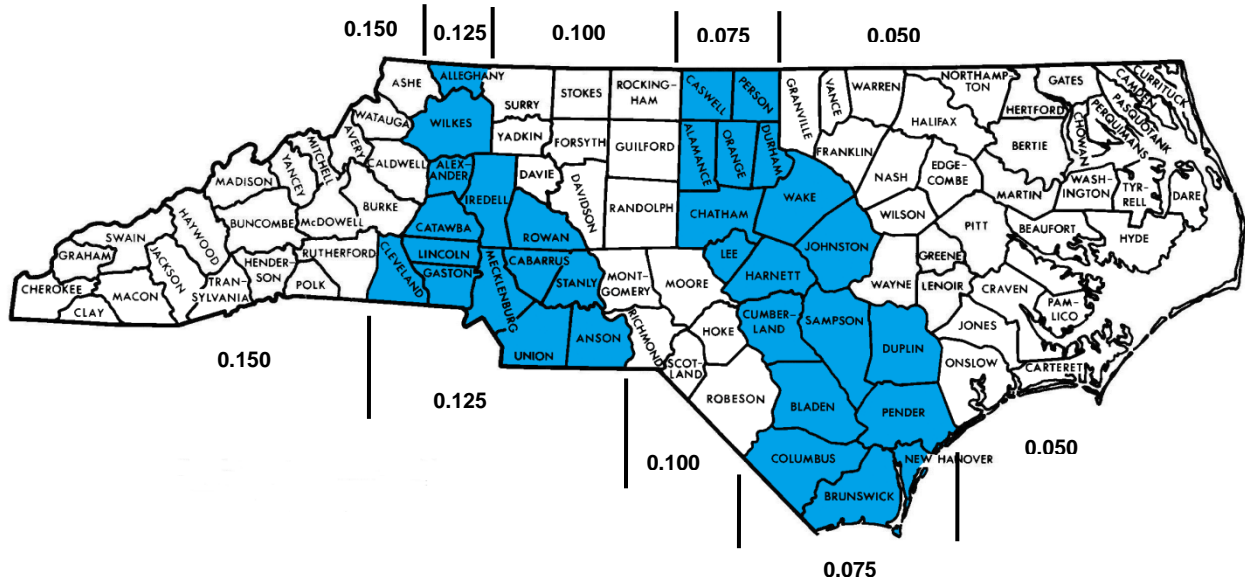 0.150
0.125
0.100
0.075
0.050
ASHE
ALLEGHANY
SURRY
STOKES
ROCKING-
HAM
CASWELL
PERSON
GRANVILLE
VANCE
WARREN
NORTHAMP-
TON
GATES
CURRITUCK
CAMDEN
PASQUOTANK
PERQUIMANS
CHOWAN
HERTFORD
HALIFAX
BERTIE
WATAUGA
WILKES
YADKIN
FORSYTH
GUILFORD
ALAMANCE
ORANGE
DURHAM
FRANKLIN
NASH
EDGE-
COMBE
MARTIN
WASH-
INGTON
TYR-
RELL
DARE
MADISON
YANCEY
MITCHELL
AVERY
CALDWELL
ALEX-
ANDER
IREDELL
DAVIE
DAVIDSON
RANDOLPH
CHATHAM
WAKE
WILSON
PITT
BEAUFORT
HYDE
HAYWOOD
BUNCOMBE
McDOWELL
BURKE
CATAWBA
ROWAN
JOHNSTON
GREENE
SWAIN
GRAHAM
JACKSON
HENDER-
SON
RUTHERFORD
CLEVELAND
LINCOLN
GASTON
MECKLENBURG
CABARRUS
STANLY
MONT-
GOMERY
MOORE
LEE
HARNETT
WAYNE
LENOIR
CRAVEN
PAM-
LICO
CHEROKEE
CLAY
MACON
TRAN-
SYLVANIA
POLK
UNION
ANSON
RICHMOND
SCOT-
LAND
HOKE
CUMBER-
LAND
SAMPSON
DUPLIN
JONES
ONSLOW
CARTERET
ROBESON
BLADEN
PENDER
COLUMBUS
BRUNSWICK
NEW HANOVER
0.150
0.125
0.100
0.075
0.050